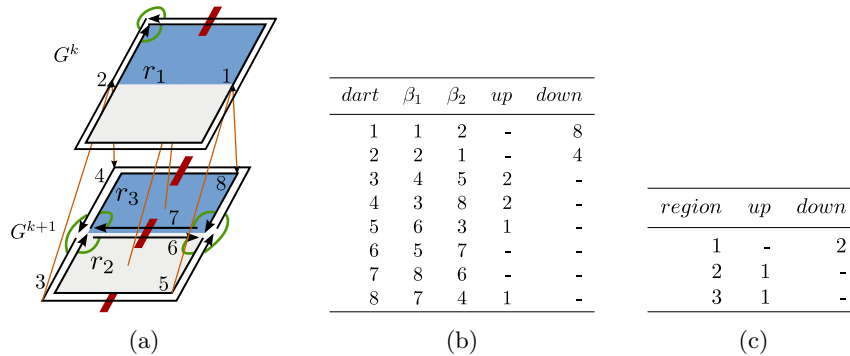 G^k
r_1
2
1
4
8
r_3
7
G^{k+1}
6
r_2
3
5
(a)
dart β_1 β_2 up down
1 1 2 - 8
2 2 1 - 4
3 4 5 2 -
4 3 8 2 -
5 6 3 1 -
6 5 7 - -
7 8 6 - -
8 7 4 1 -
(b)
region up down
1 - 2
2 1 -
3 1 -
(c)